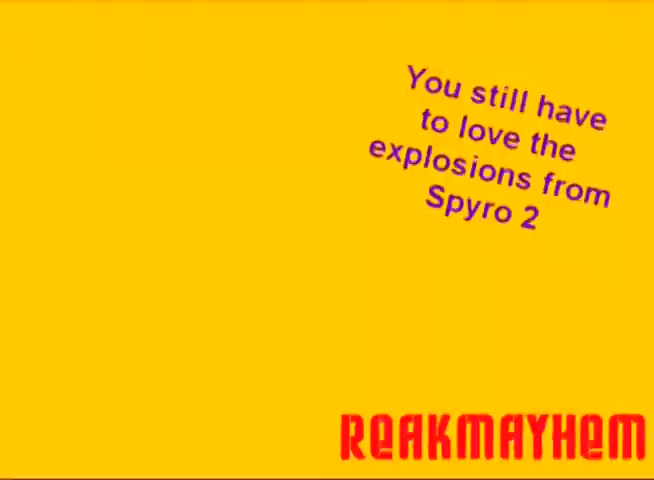 You still have
to love the
explosions from
Spyro 2
REAKMAYHEM